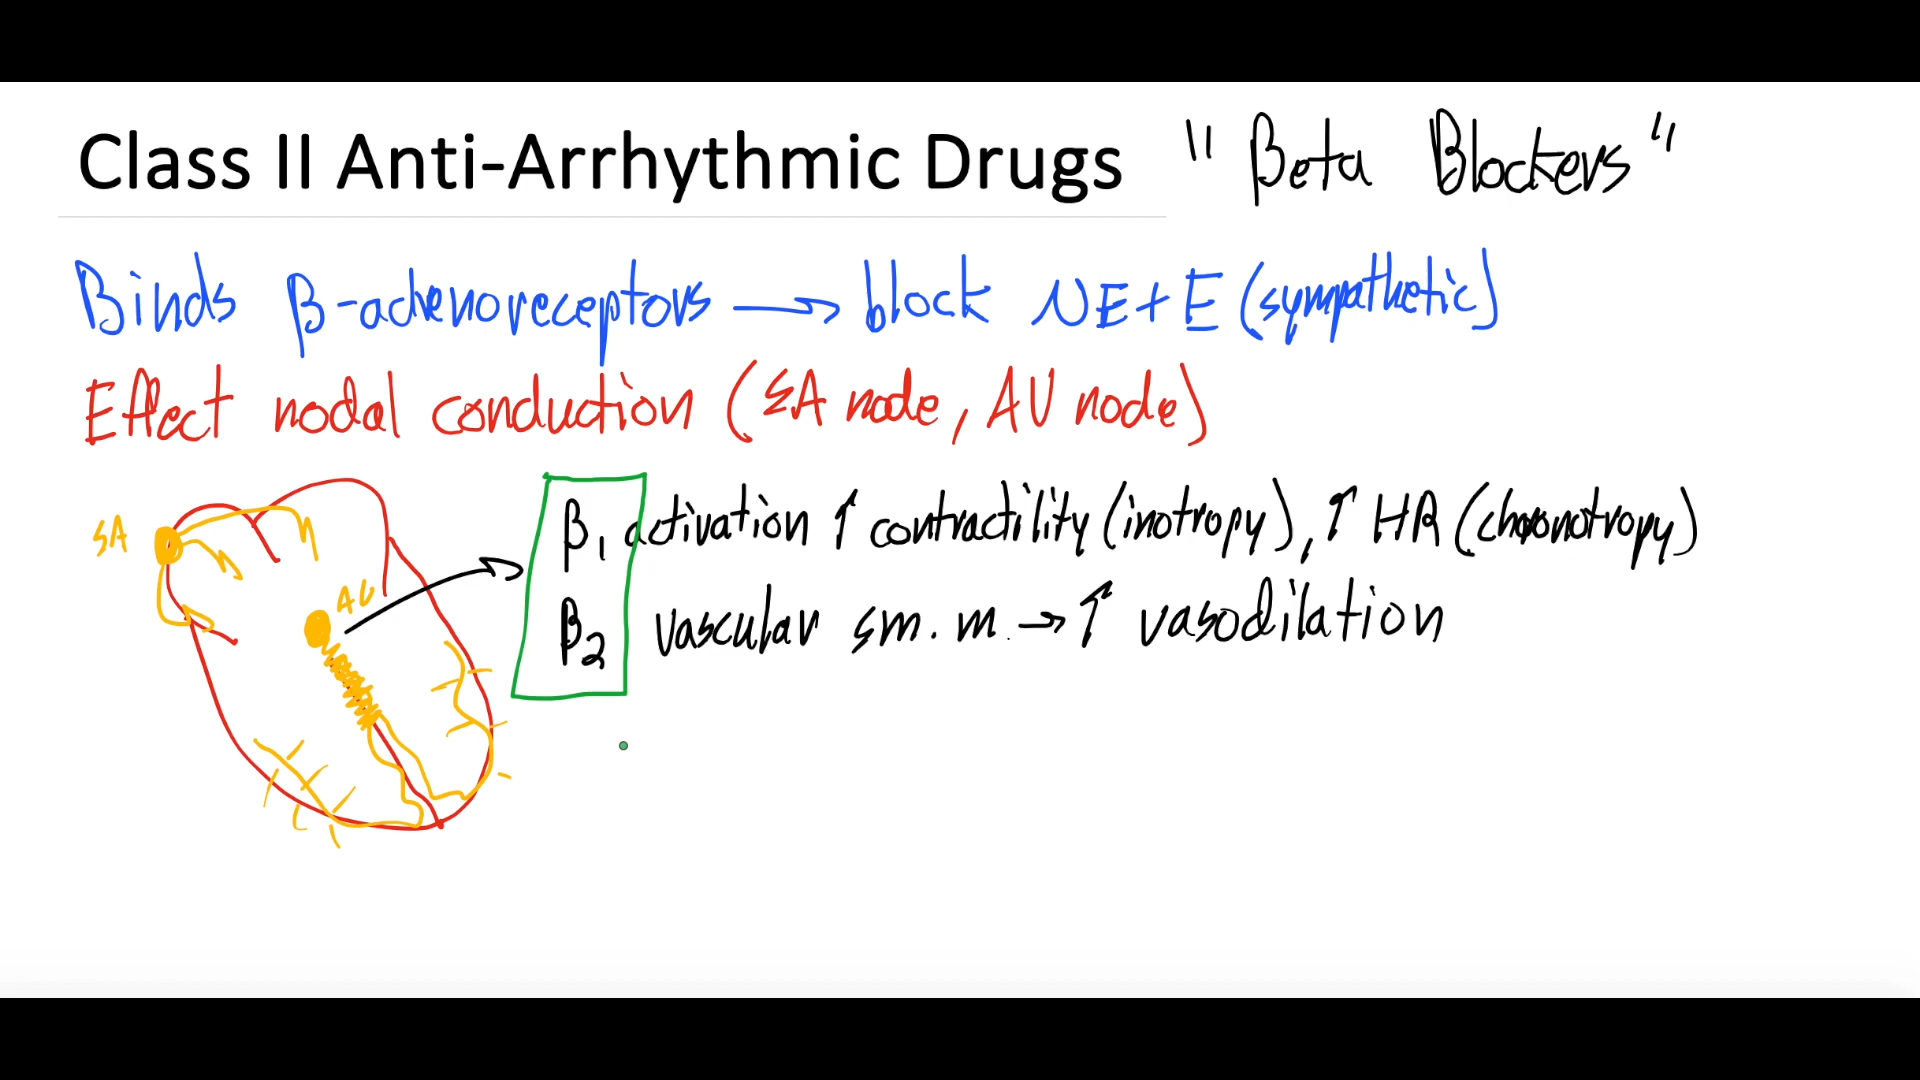 Class II Anti-Arrhythmic Drugs "Beta Blockers"
Binds β-adrenoreceptors → block NE+E (sympathetic)
Effect nodal conduction (SA node, AV node)
SA
AV
β1 activation ↑ contractility (inotropy), ↑ HR (chronotropy)
β2 vascular sm. m. → ↑ vasodilation